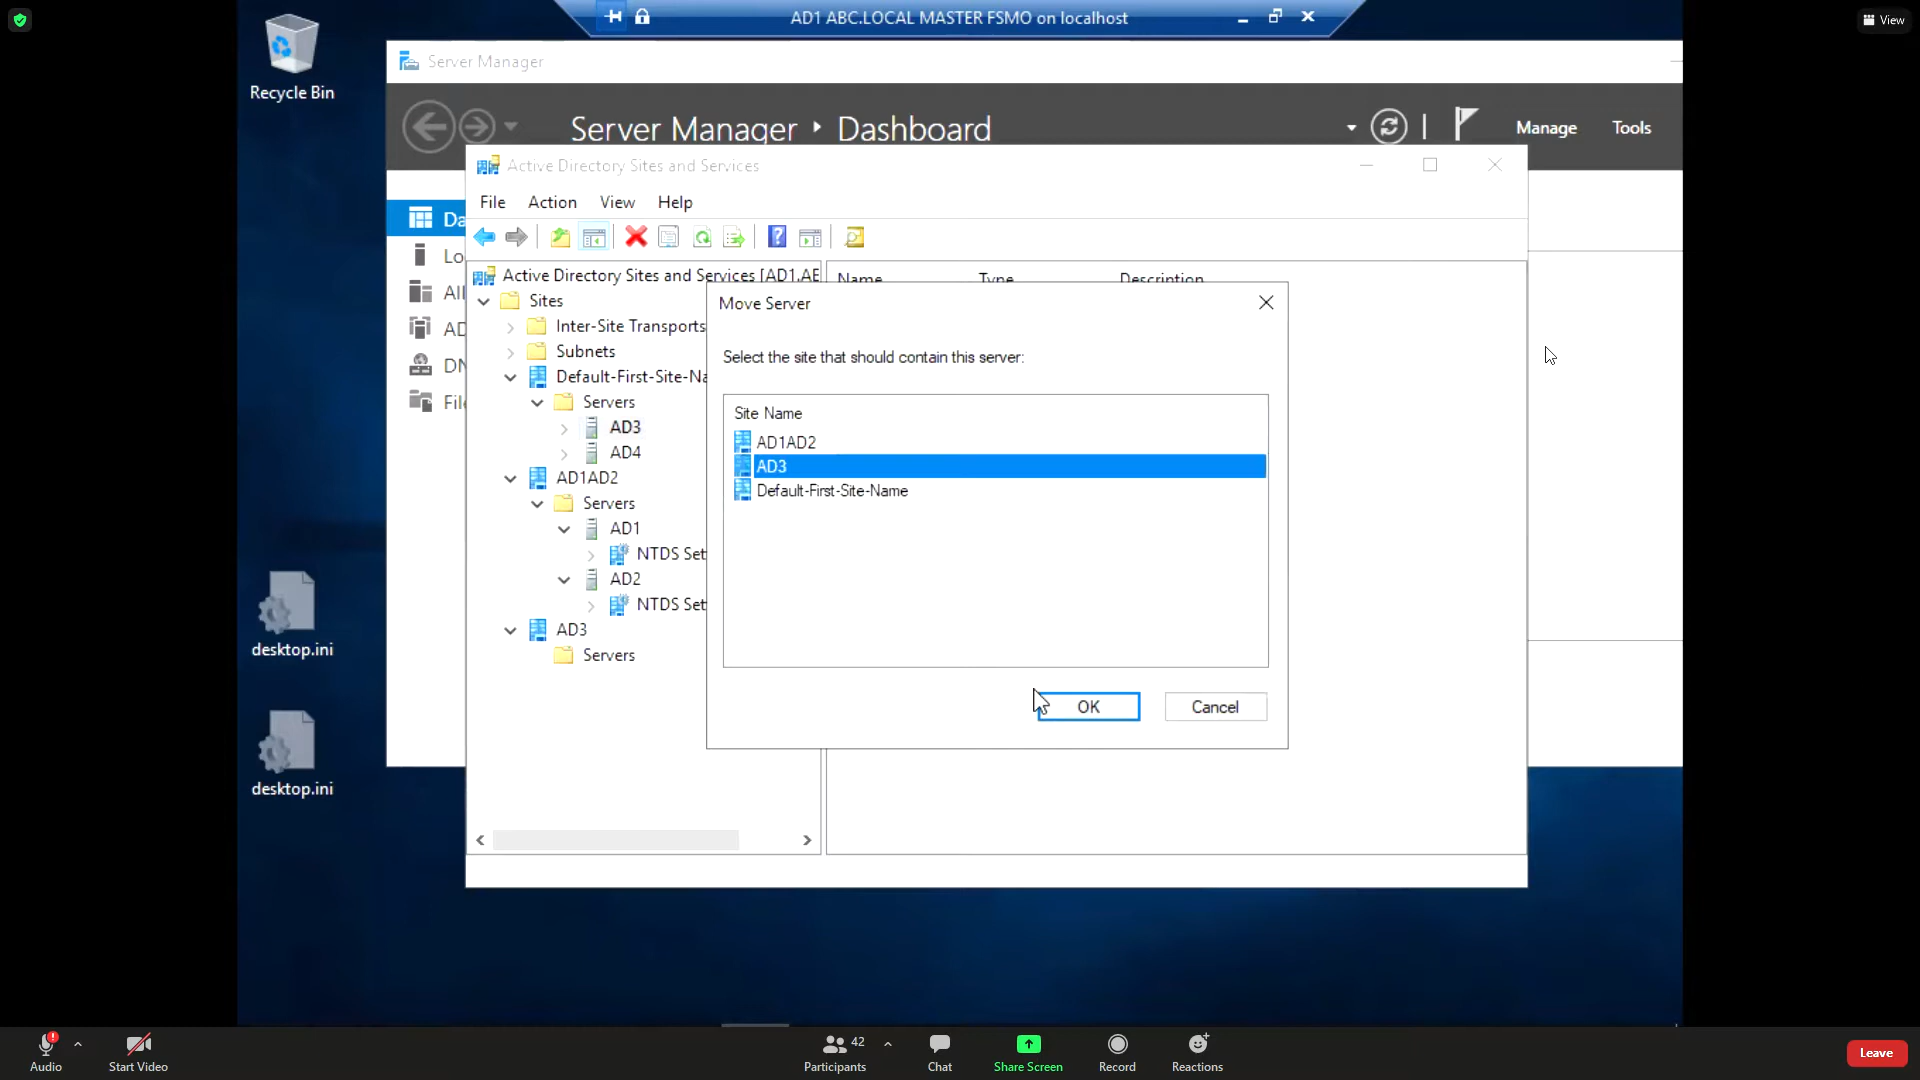 AD1 ABC.LOCAL MASTER FSMO on localhost
View
Recycle Bin
Server Manager
Server Manager Dashboard
Manage
Tools
Active Directory Sites and Services
File Action View Help
Active Directory Sites and Services [AD1.AB
Name Type Description
Sites
Inter-Site Transports
Subnets
Default-First-Site-Na
Servers
AD3
AD4
AD1AD2
Servers
AD1
NTDS Set
AD2
NTDS Set
AD3
Servers
Move Server
Select the site that should contain this server:
Site Name
AD1AD2
AD3
Default-First-Site-Name
OK
Cancel
desktop.ini
desktop.ini
Audio
Start Video
42
Participants
Chat
Share Screen
Record
Reactions
Leave